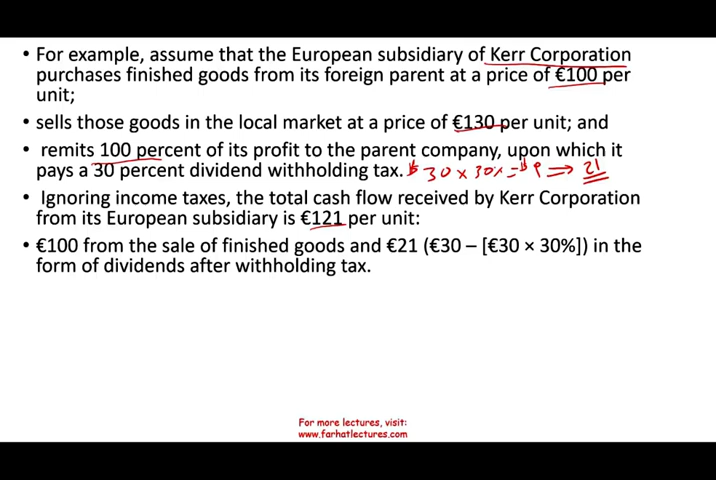 • For example, assume that the European subsidiary of Kerr Corporation
purchases finished goods from its foreign parent at a price of €100 per
unit;
• sells those goods in the local market at a price of €130 per unit; and
• remits 100 percent of its profit to the parent company, upon which it
pays a 30 percent dividend withholding tax. $30 x 30% = $9 ⇒ 21
• Ignoring income taxes, the total cash flow received by Kerr Corporation
from its European subsidiary is €121 per unit:
• €100 from the sale of finished goods and €21 (€30 – [€30 × 30%]) in the
form of dividends after withholding tax.
For more lectures, visit:
www.farhatlectures.com